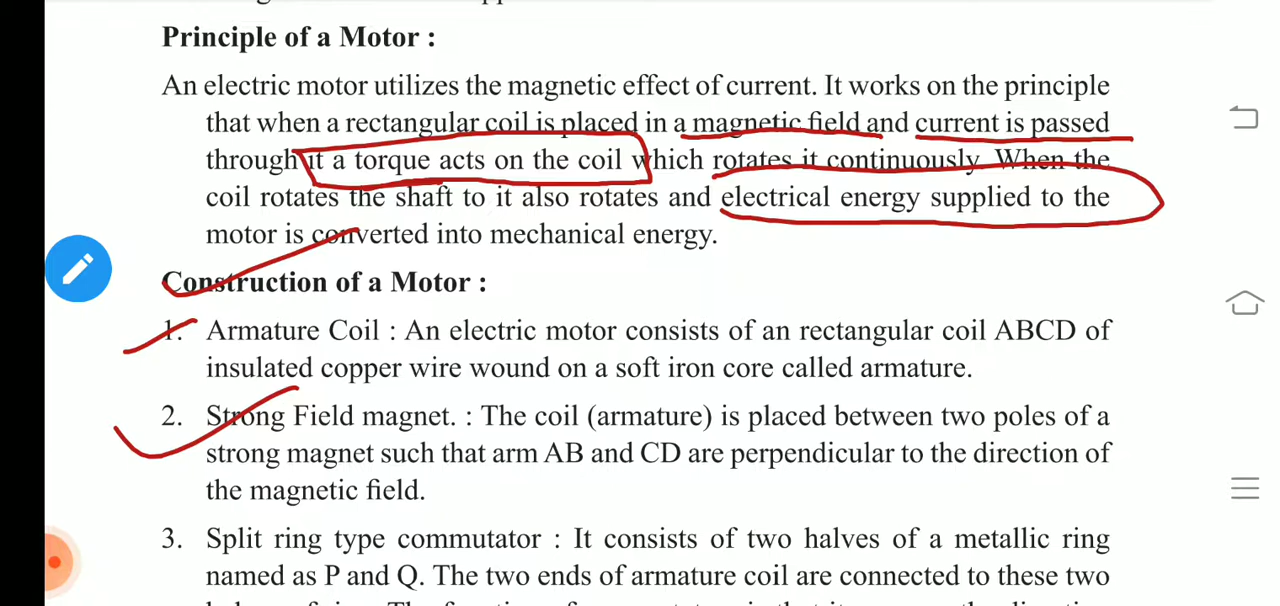 Principle of a Motor :
An electric motor utilizes the magnetic effect of current. It works on the principle
that when a rectangular coil is placed in a magnetic field and current is passed
through it a torque acts on the coil which rotates it continuously. When the
coil rotates the shaft to it also rotates and electrical energy supplied to the
motor is converted into mechanical energy.
Construction of a Motor :
1. Armature Coil : An electric motor consists of an rectangular coil ABCD of
insulated copper wire wound on a soft iron core called armature.
2. Strong Field magnet. : The coil (armature) is placed between two poles of a
strong magnet such that arm AB and CD are perpendicular to the direction of
the magnetic field.
3. Split ring type commutator : It consists of two halves of a metallic ring
named as P and Q. The two ends of armature coil are connected to these two